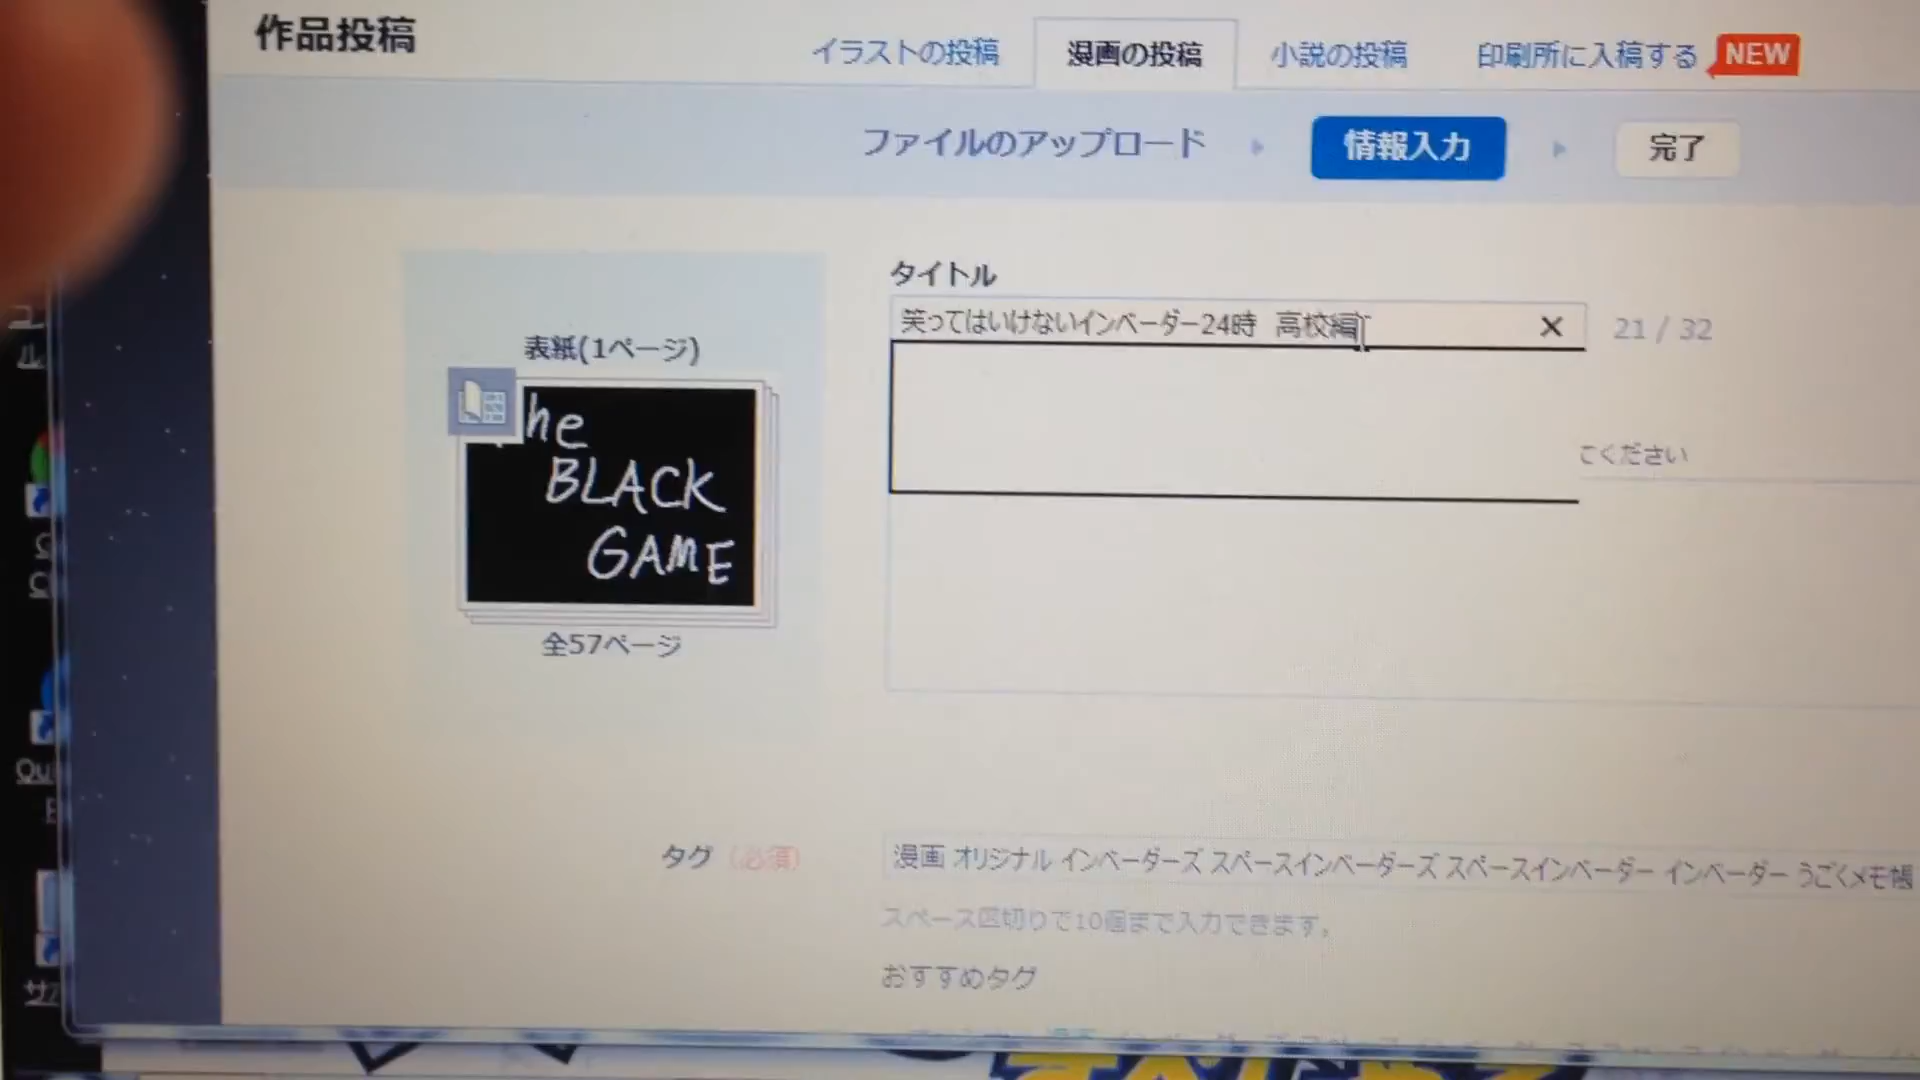 作品投稿
イラストの投稿 漫画の投稿 小説の投稿 印刷所に入稿する NEW
ファイルのアップロード 情報入力 完了
タイトル
笑ってはいけないインベーダー24時 高校編
21 / 32
表紙(1ページ)
he
BLACK
GAME
全57ページ
ください
タグ (必須)
漫画 オリジナル インベーダーズ スペースインベーダーズ スペースインベーダー インベーダー うごくメモ帳
スペース区切りで10個まで入力できます。
おすすめタグ